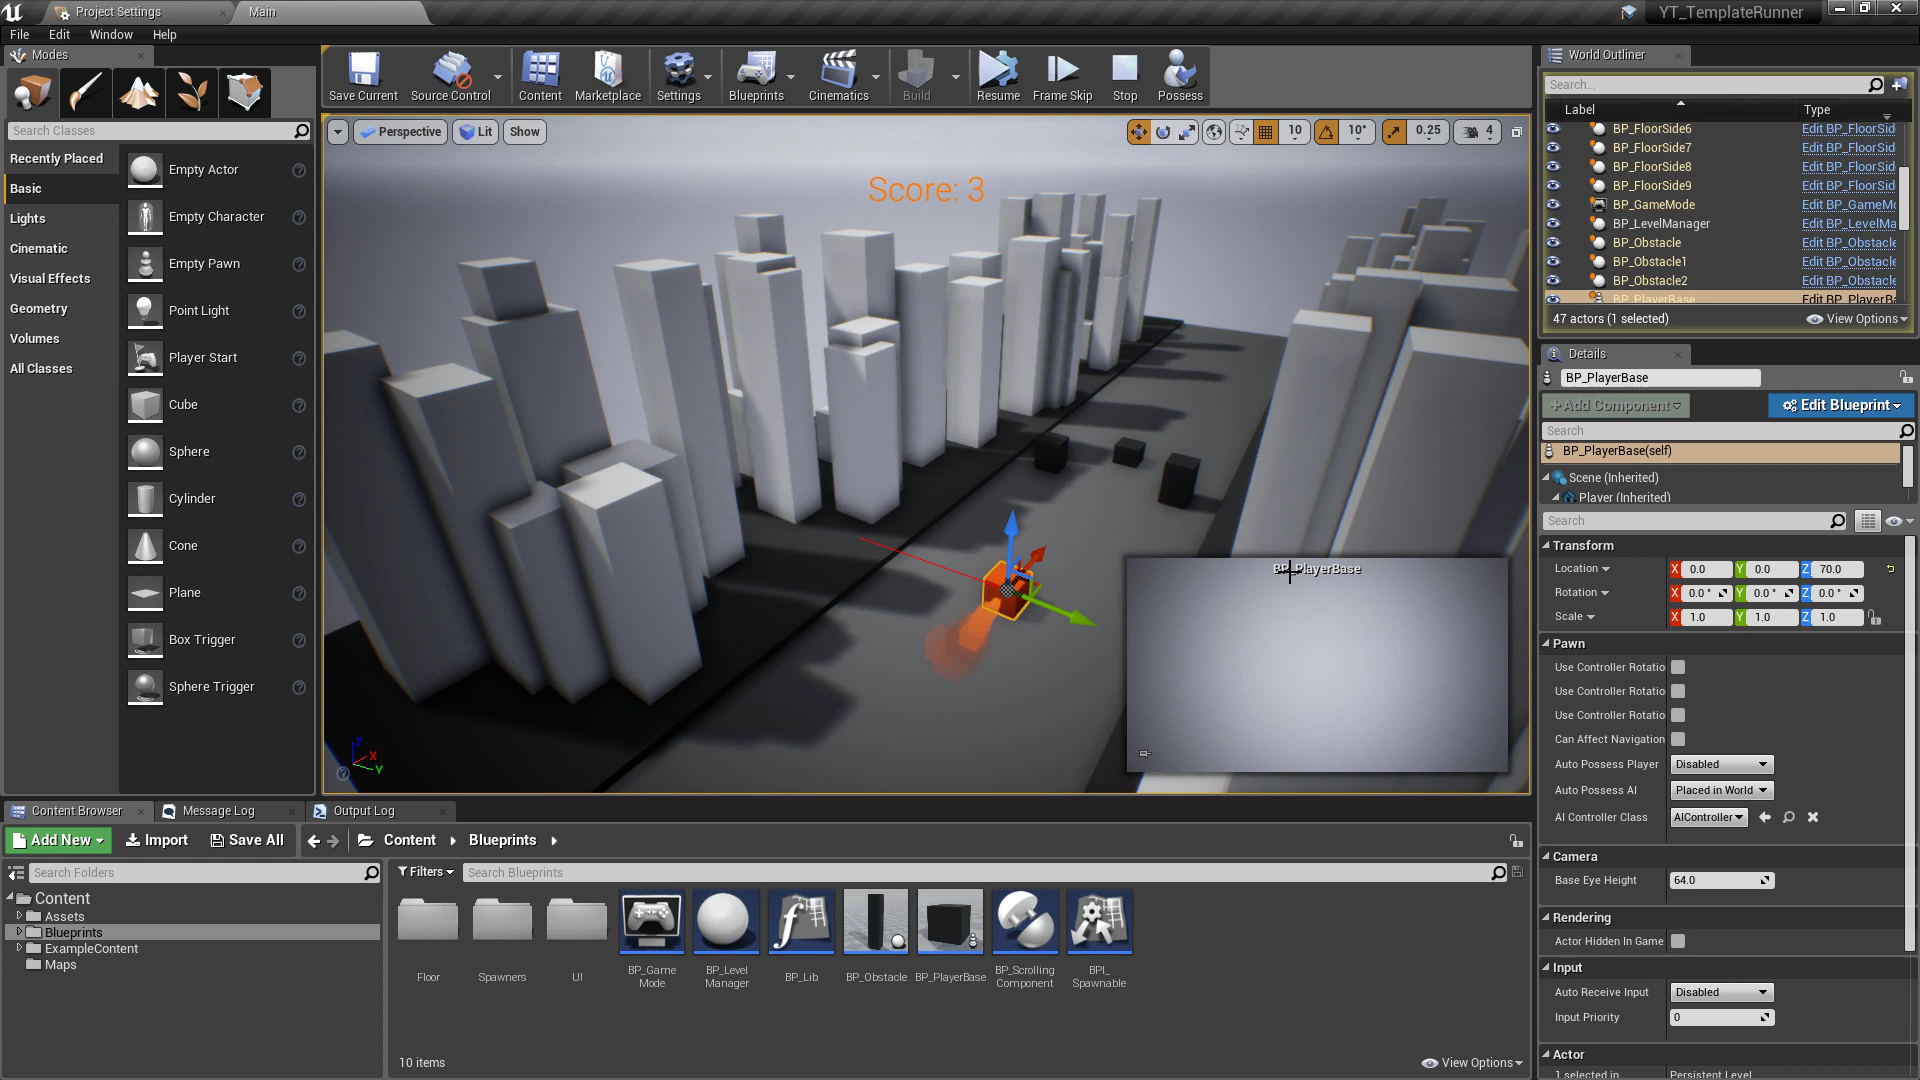 Project Settings
Main
YT_TemplateRunner
File Edit Window Help
Modes
Search Classes
Recently Placed
Basic
Lights
Cinematic
Visual Effects
Geometry
Volumes
All Classes
Empty Actor
Empty Character
Empty Pawn
Point Light
Player Start
Cube
Sphere
Cylinder
Cone
Plane
Box Trigger
Sphere Trigger
Save Current
Source Control
Content
Marketplace
Settings
Blueprints
Cinematics
Build
Resume
Frame Skip
Stop
Possess
Perspective
Lit
Show
10
10°
0.25
4
Score: 3
BP_PlayerBase
Z
X
Y
World Outliner
Search...
Label Type
BP_FloorSide6 Edit BP_FloorSid
BP_FloorSide7 Edit BP_FloorSid
BP_FloorSide8 Edit BP_FloorSid
BP_FloorSide9 Edit BP_FloorSid
BP_GameMode Edit BP_GameMo
BP_LevelManager Edit BP_LevelMa
BP_Obstacle Edit BP_Obstacle
BP_Obstacle1 Edit BP_Obstacle
BP_Obstacle2 Edit BP_Obstacle
BP_PlayerBase Edit BP_PlayerBa
47 actors (1 selected) View Options
Details
BP_PlayerBase
+ Add Component Edit Blueprint
Search
BP_PlayerBase(self)
Scene (Inherited)
Player (Inherited)
Search
Transform
Location X 0.0 Y 0.0 Z 70.0
Rotation X 0.0 ° Y 0.0 ° Z 0.0 °
Scale X 1.0 Y 1.0 Z 1.0
Pawn
Use Controller Rotatio
Use Controller Rotatio
Use Controller Rotatio
Can Affect Navigation
Auto Possess Player Disabled
Auto Possess AI Placed in World
AI Controller Class AIController
Camera
Base Eye Height 64.0
Rendering
Actor Hidden In Game
Input
Auto Receive Input Disabled
Input Priority 0
Actor
1 selected in Persistent Level
Content Browser
Message Log
Output Log
Add New
Import
Save All
Content
Blueprints
Search Folders
Content
Assets
Blueprints
ExampleContent
Maps
Filters
Search Blueprints
Floor
Spawners
UI
BP_Game
Mode
BP_Level
Manager
BP_Lib
BP_Obstacle
BP_PlayerBase
BP_Scrolling
Component
BPI_
Spawnable
10 items
View Options